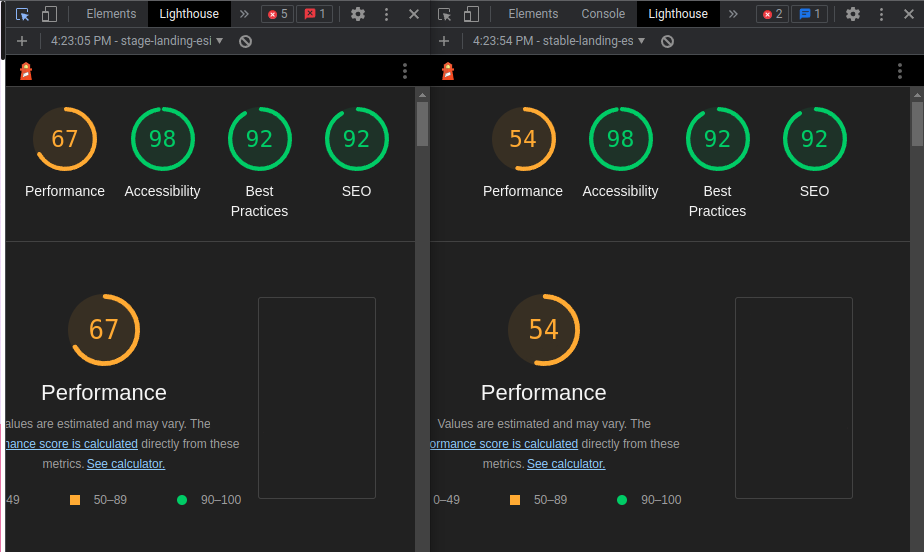 Elements Lighthouse » 5 1
4:23:05 PM - stage-landing-esi
67 98 92 92
Performance Accessibility Best Practices SEO
67
Performance
alues are estimated and may vary. The
nance score is calculated directly from these
metrics. See calculator.
49 50–89 90–100
Elements Console Lighthouse » 2 1
4:23:54 PM - stable-landing-es
54 98 92 92
Performance Accessibility Best Practices SEO
54
Performance
Values are estimated and may vary. The
ormance score is calculated directly from these
metrics. See calculator.
0–49 50–89 90–100